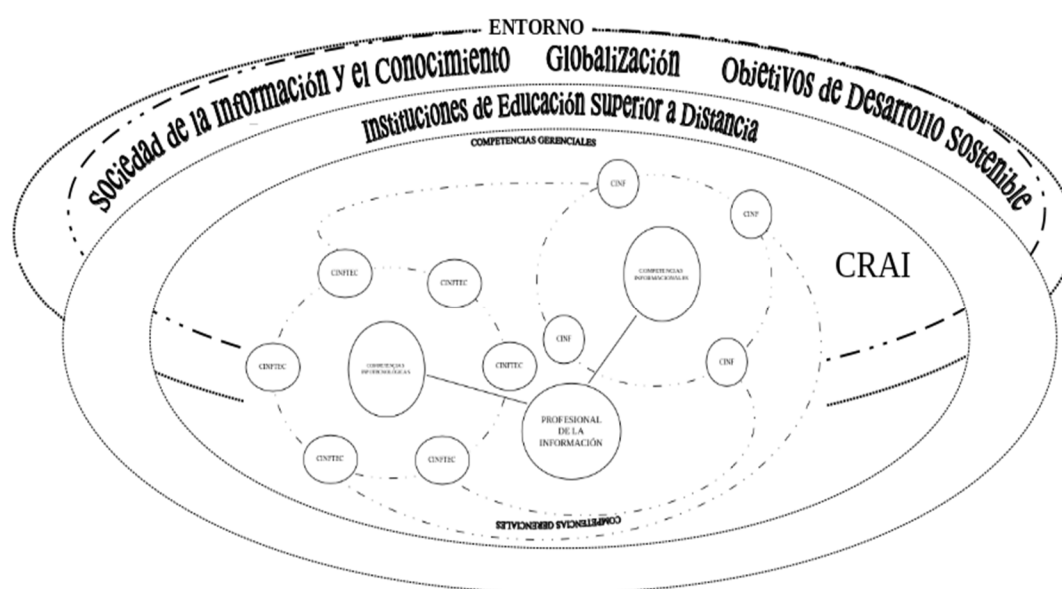 ENTORNO
Sociedad de la Información y el Conocimiento Globalización Objetivos de Desarrollo Sostenible
Instituciones de Educación Superior a Distancia
COMPETENCIAS GERENCIALES
CINF
CINF
CRAI
COMPETENCIAS
INFORMACIONALES
CINFTEC
CINFTEC
CINF
CINF
CINFTEC
COMPETENCIAS
CINFTEC
PROFESIONAL
DE LA
INFORMACIÓN
CINFTEC
CINFTEC
COMPETENCIAS GERENCIALES